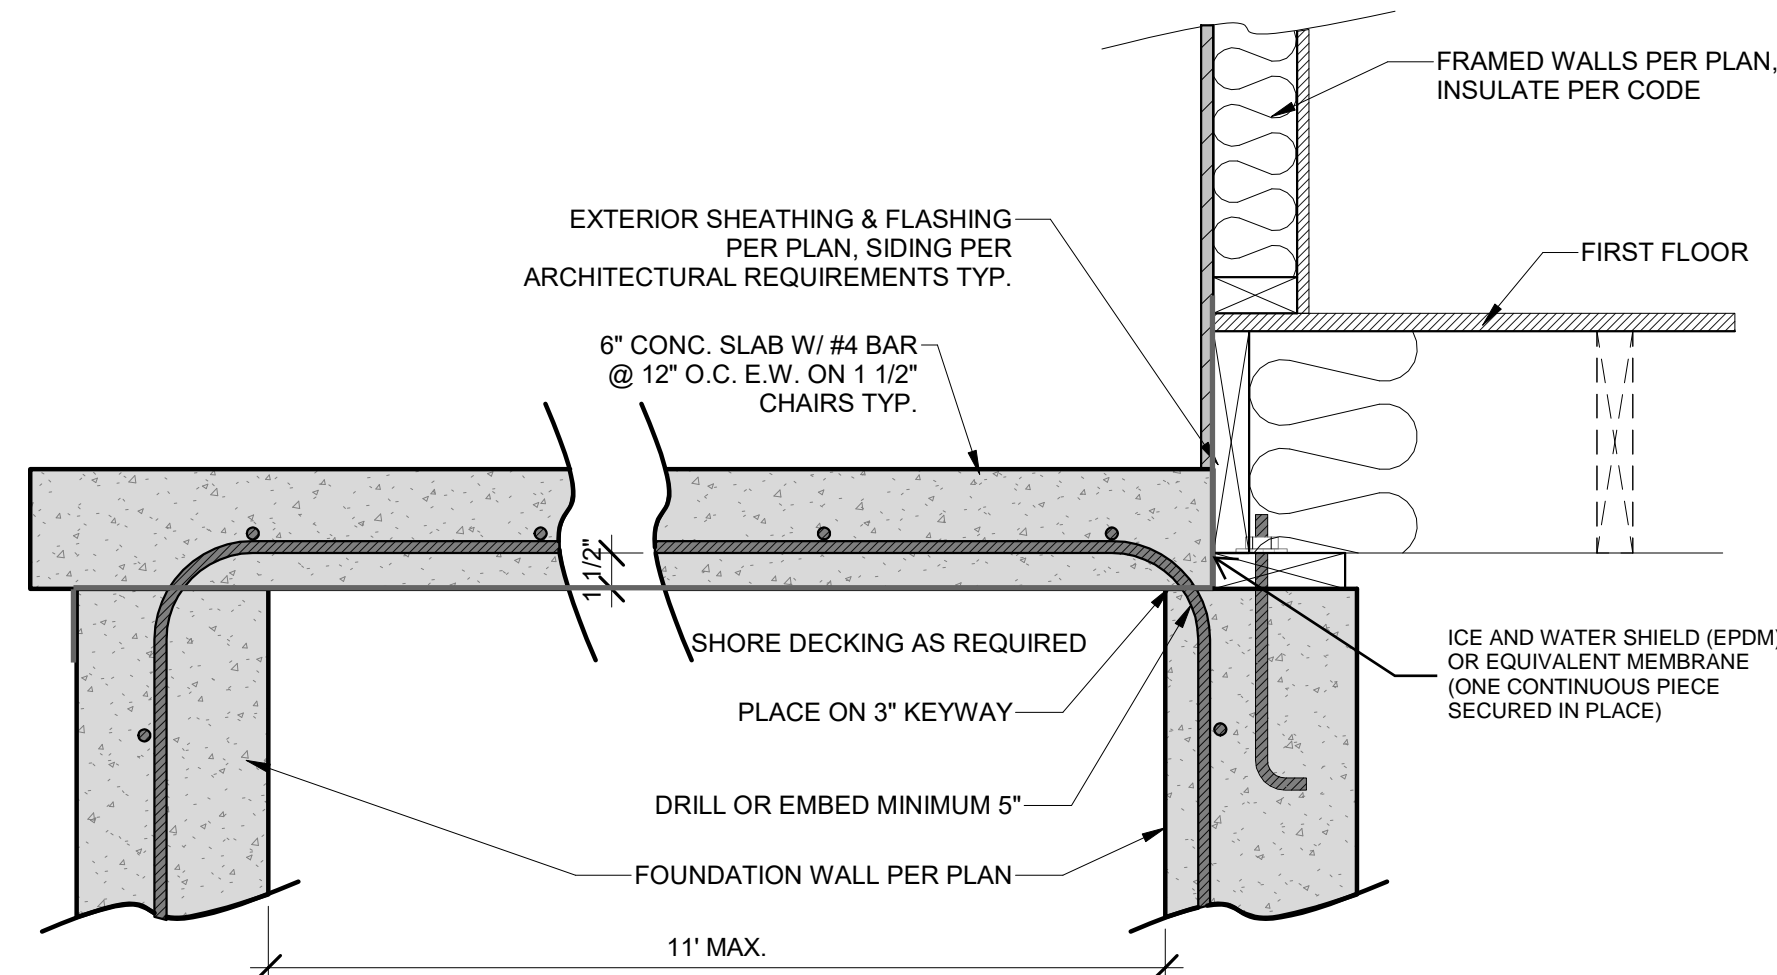 FRAMED WALLS PER PLAN,
INSULATE PER CODE
EXTERIOR SHEATHING & FLASHING
PER PLAN, SIDING PER
ARCHITECTURAL REQUIREMENTS TYP.
FIRST FLOOR
6" CONC. SLAB W/ #4 BAR
@ 12" O.C. E.W. ON 1 1/2"
CHAIRS TYP.
1 1/2"
SHORE DECKING AS REQUIRED
ICE AND WATER SHIELD (EPDM)
OR EQUIVALENT MEMBRANE
(ONE CONTINUOUS PIECE
SECURED IN PLACE)
PLACE ON 3" KEYWAY
DRILL OR EMBED MINIMUM 5"
FOUNDATION WALL PER PLAN
11' MAX.